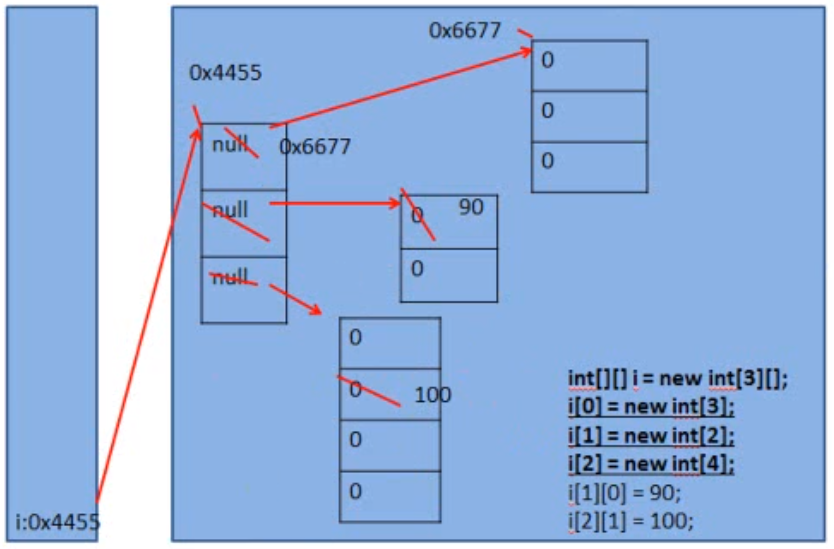 0x6677
0
0
0
0x4455
null
0x6677
null
null
0 90
0
0
0 100
0
0
int[][] i = new int[3][];
i[0] = new int[3];
i[1] = new int[2];
i[2] = new int[4];
i[1][0] = 90;
i[2][1] = 100;
i:0x4455